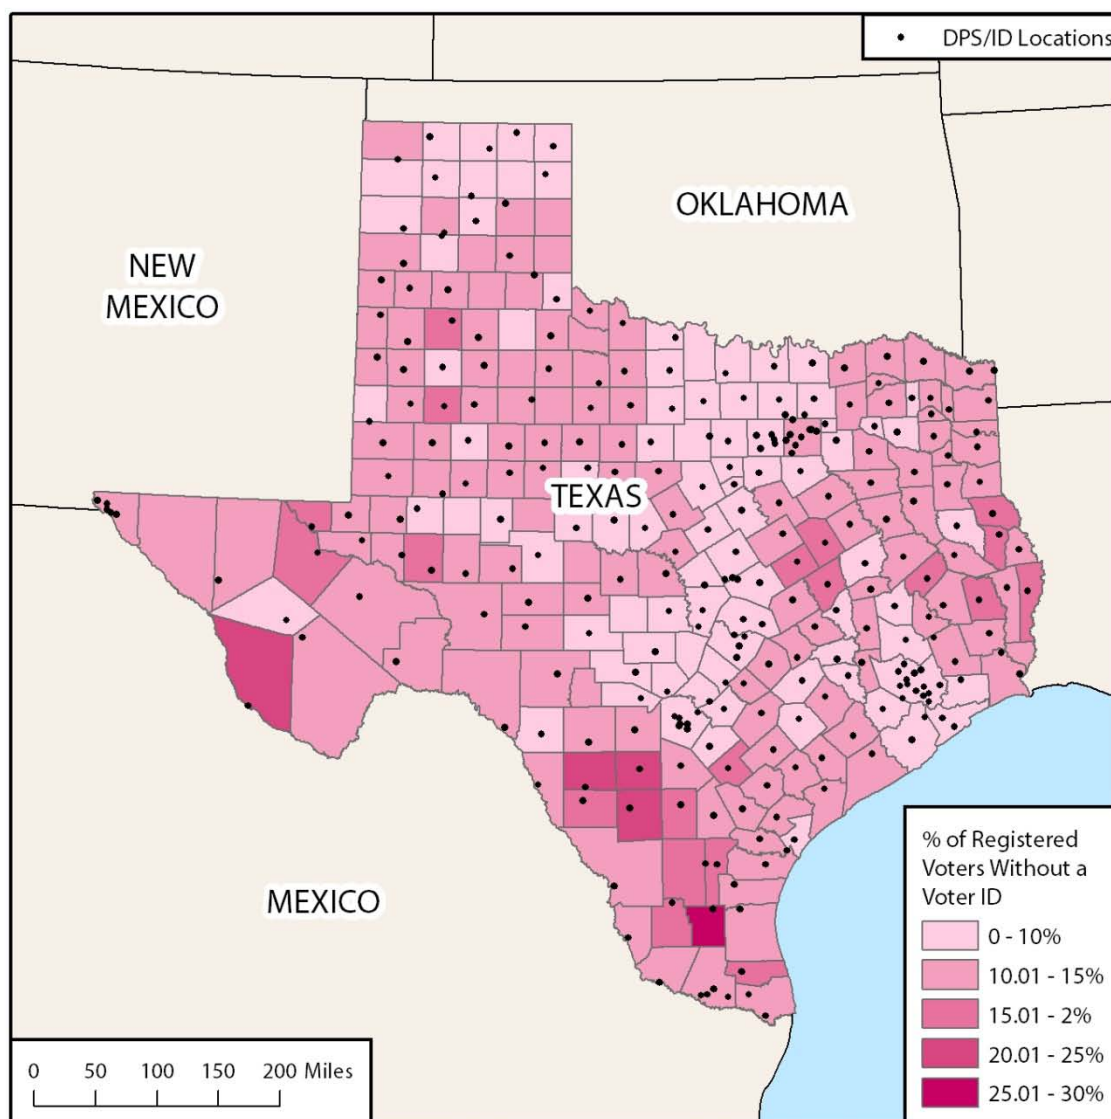 DPS/ID Locations
OKLAHOMA
NEW
MEXICO
TEXAS
MEXICO
% of Registered
Voters Without a
Voter ID
0 - 10%
10.01 - 15%
15.01 - 2%
20.01 - 25%
25.01 - 30%
0 50 100 150 200 Miles